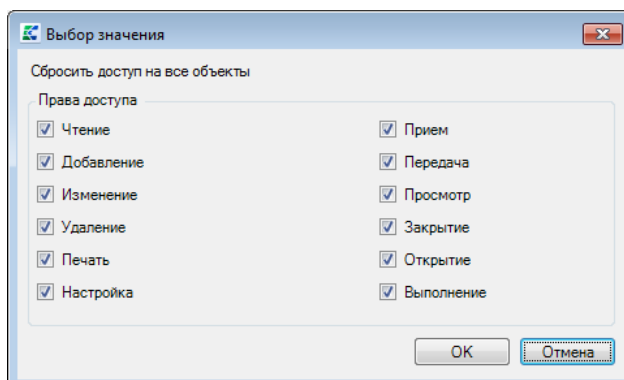 Выбор значения
Сбросить доступ на все объекты
Права доступа
Чтение
Добавление
Изменение
Удаление
Печать
Настройка
Прием
Передача
Просмотр
Закрытие
Открытие
Выполнение
OK
Отмена